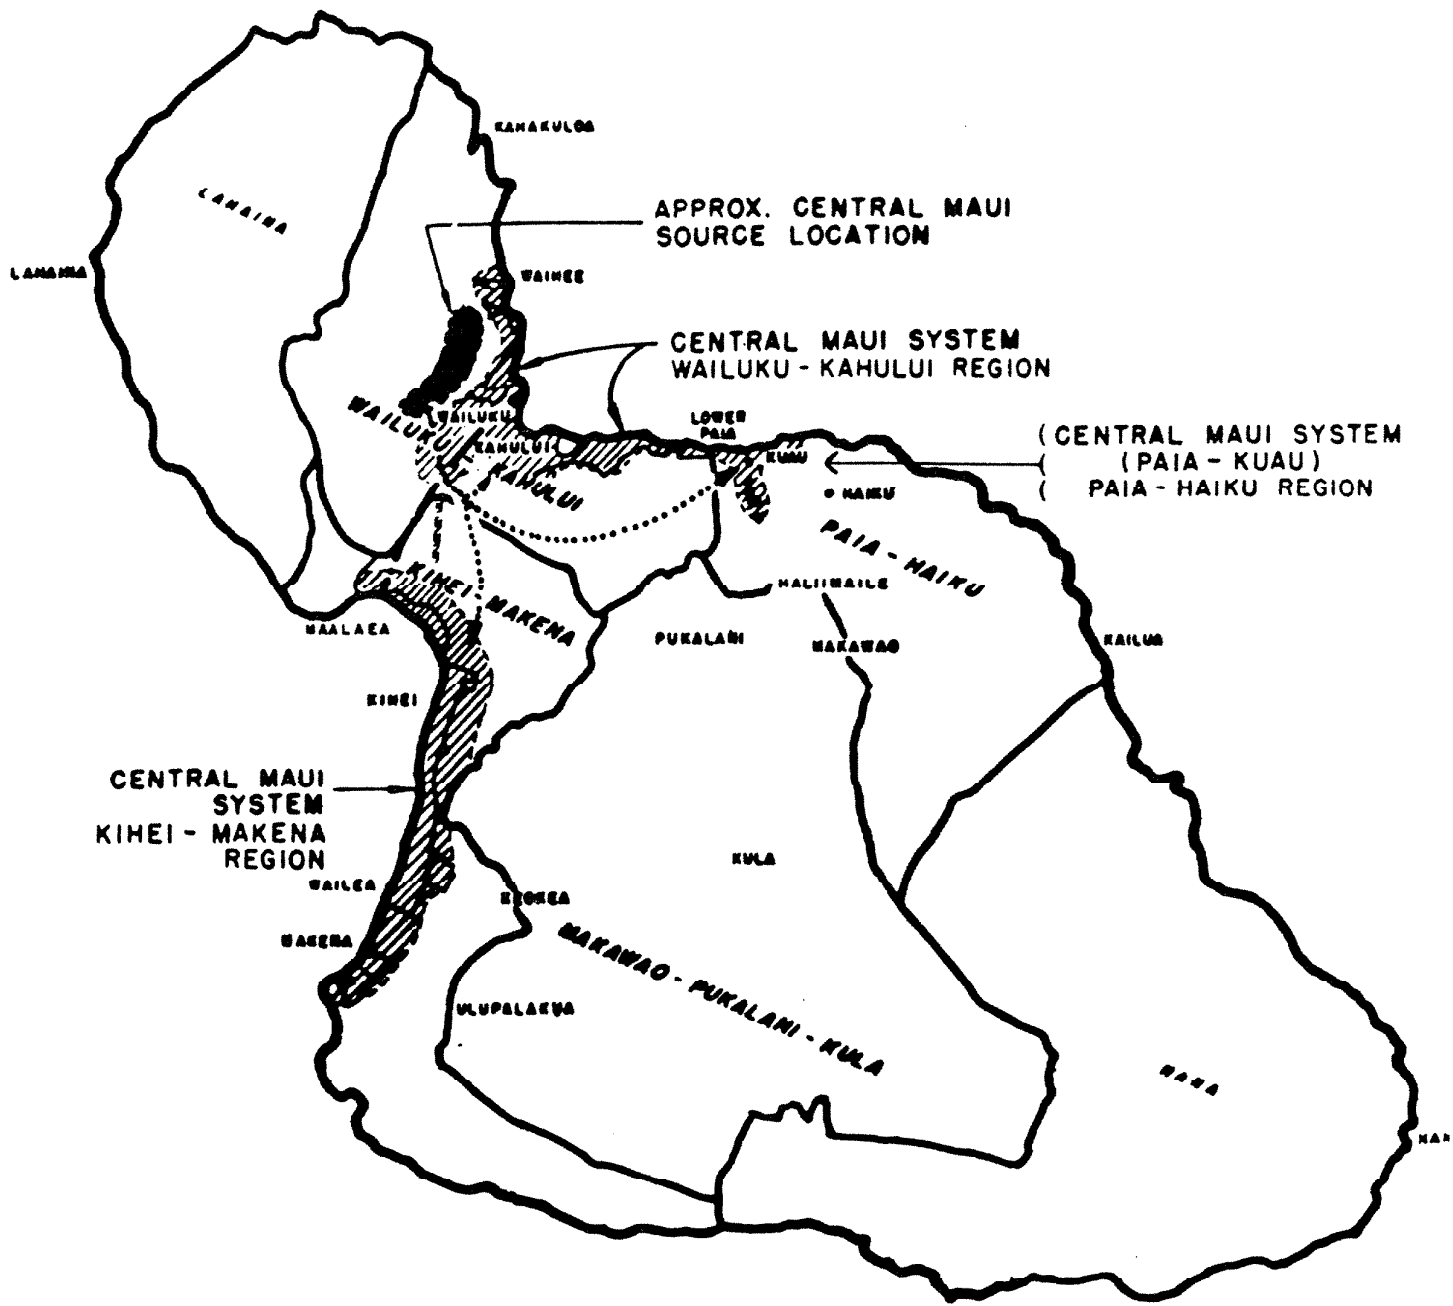 KAHAKULOA
LAHAINA
APPROX. CENTRAL MAUI
SOURCE LOCATION
LAHAINA
WAIHEE
CENTRAL MAUI SYSTEM
WAILUKU - KAHULUI REGION
WAILUKU
WAILUKU
KAHULUI
KAHULUI
LOWER
PAIA
KUAU
(CENTRAL MAUI SYSTEM
( (PAIA - KUAU)
( PAIA - HAIKU REGION
HAIKU
PAIA - HAIKU
KIHEI - MAKENA
HALIIMAILE
MAALAEA
PUKALANI
MAKAWAO
KAILUA
KIHEI
CENTRAL MAUI
SYSTEM
KIHEI - MAKENA
REGION
WAILEA
KULA
KEOKEA
MAKENA
MAKAWAO - PUKALANI - KULA
ULUPALAKUA
HANA
HAN